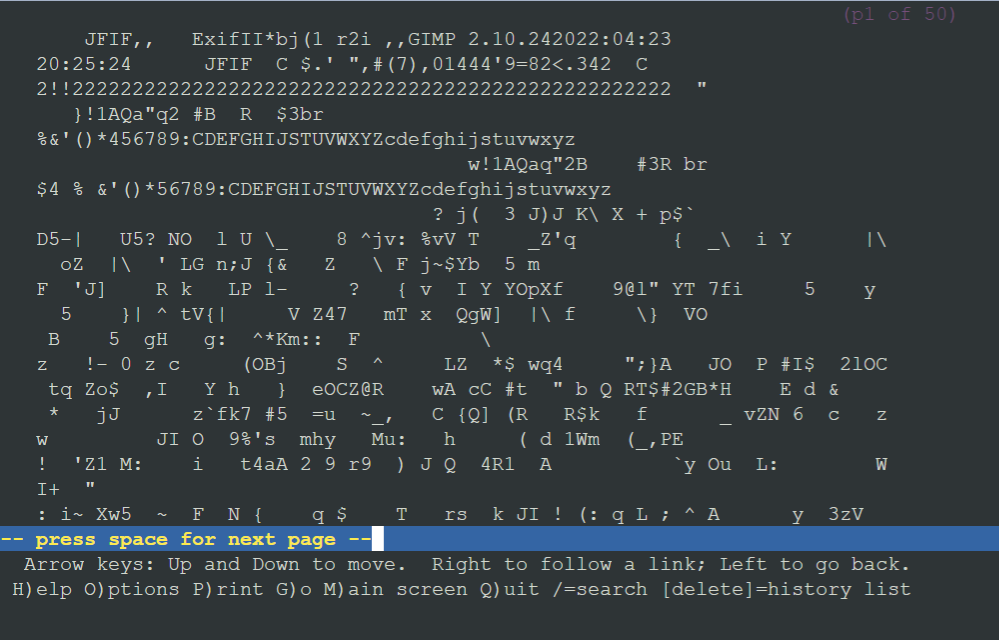 (p1 of 50)
JFIF,, ExifII*bj(1 r2i ,,GIMP 2.10.242022:04:23
20:25:24 JFIF C $.' ",#(7),01444'9=82<.342 C
2!!22222222222222222222222222222222222222222222222222 "
}!1AQa"q2 #B R $3br
%&'()*456789:CDEFGHIJSTUVWXYZcdefghijstuvwxyz
w!1AQaq"2B #3R br
$4 % &'()*56789:CDEFGHIJSTUVWXYZcdefghijstuvwxyz
? j( 3 J)J K\ X + p$`
D5-| U5? NO l U \_ 8 ^jv: %vV T _Z'q { _\ i Y |\
oZ |\ ' LG n;J {& Z \ F j~$Yb 5 m
F 'J] R k LP l- ? { v I Y YOpXf 9@l" YT 7fi 5 y
5 }| ^ tV{| V Z47 mT x QgW] |\ f \} VO
B 5 gH g: ^*Km:: F \
z !- 0 z c (OBj S ^ LZ *$ wq4 ";}A JO P #I$ 2lOC
tq Zo$ ,I Y h } eOCZ@R wA cC #t " b Q RT$#2GB*H E d &
* jJ z`fk7 #5 =u ~_, C {Q] (R R$k f _ vZN 6 c z
w JI O 9%'s mhy Mu: h ( d 1Wm (_,PE
! 'Z1 M: i t4aA 2 9 r9 ) J Q 4R1 A `y Ou L: W
I+ "
: i~ Xw5 ~ F N { q $ T rs k JI ! (: q L ; ^ A y 3zV
-- press space for next page --
Arrow keys: Up and Down to move. Right to follow a link; Left to go back.
H)elp O)ptions P)rint G)o M)ain screen Q)uit /=search [delete]=history list